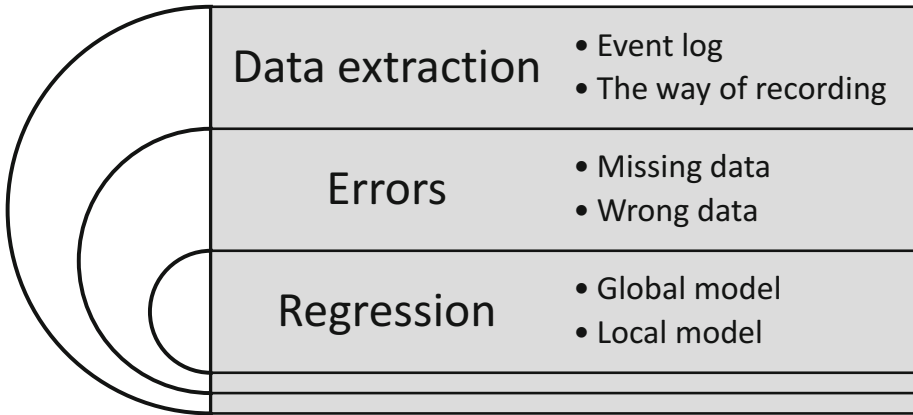 Data extraction
• Event log
• The way of recording
Errors
• Missing data
• Wrong data
Regression
• Global model
• Local model